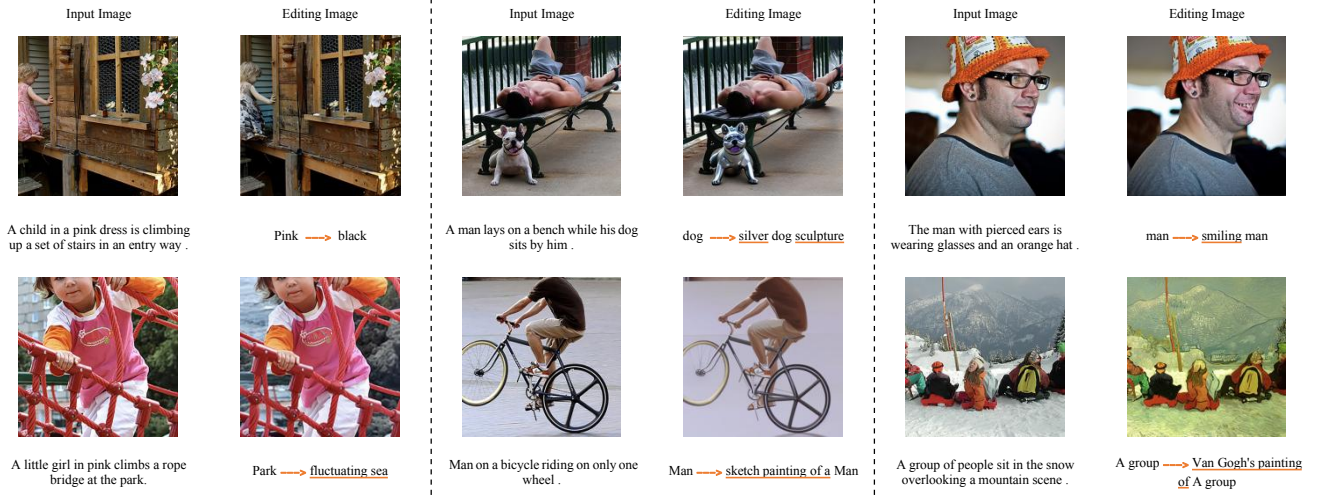 Input Image
Editing Image
Input Image
Editing Image
Input Image
Editing Image
A child in a pink dress is climbing
up a set of stairs in an entry way .
Pink ---> black
A man lays on a bench while his dog
sits by him .
dog ---> silver dog sculpture
The man with pierced ears is
wearing glasses and an orange hat .
man ---> smiling man
A little girl in pink climbs a rope
bridge at the park.
Park ---> fluctuating sea
Man on a bicycle riding on only one
wheel .
Man ---> sketch painting of a Man
A group of people sit in the snow
overlooking a mountain scene .
A group ---> Van Gogh's painting
of A group